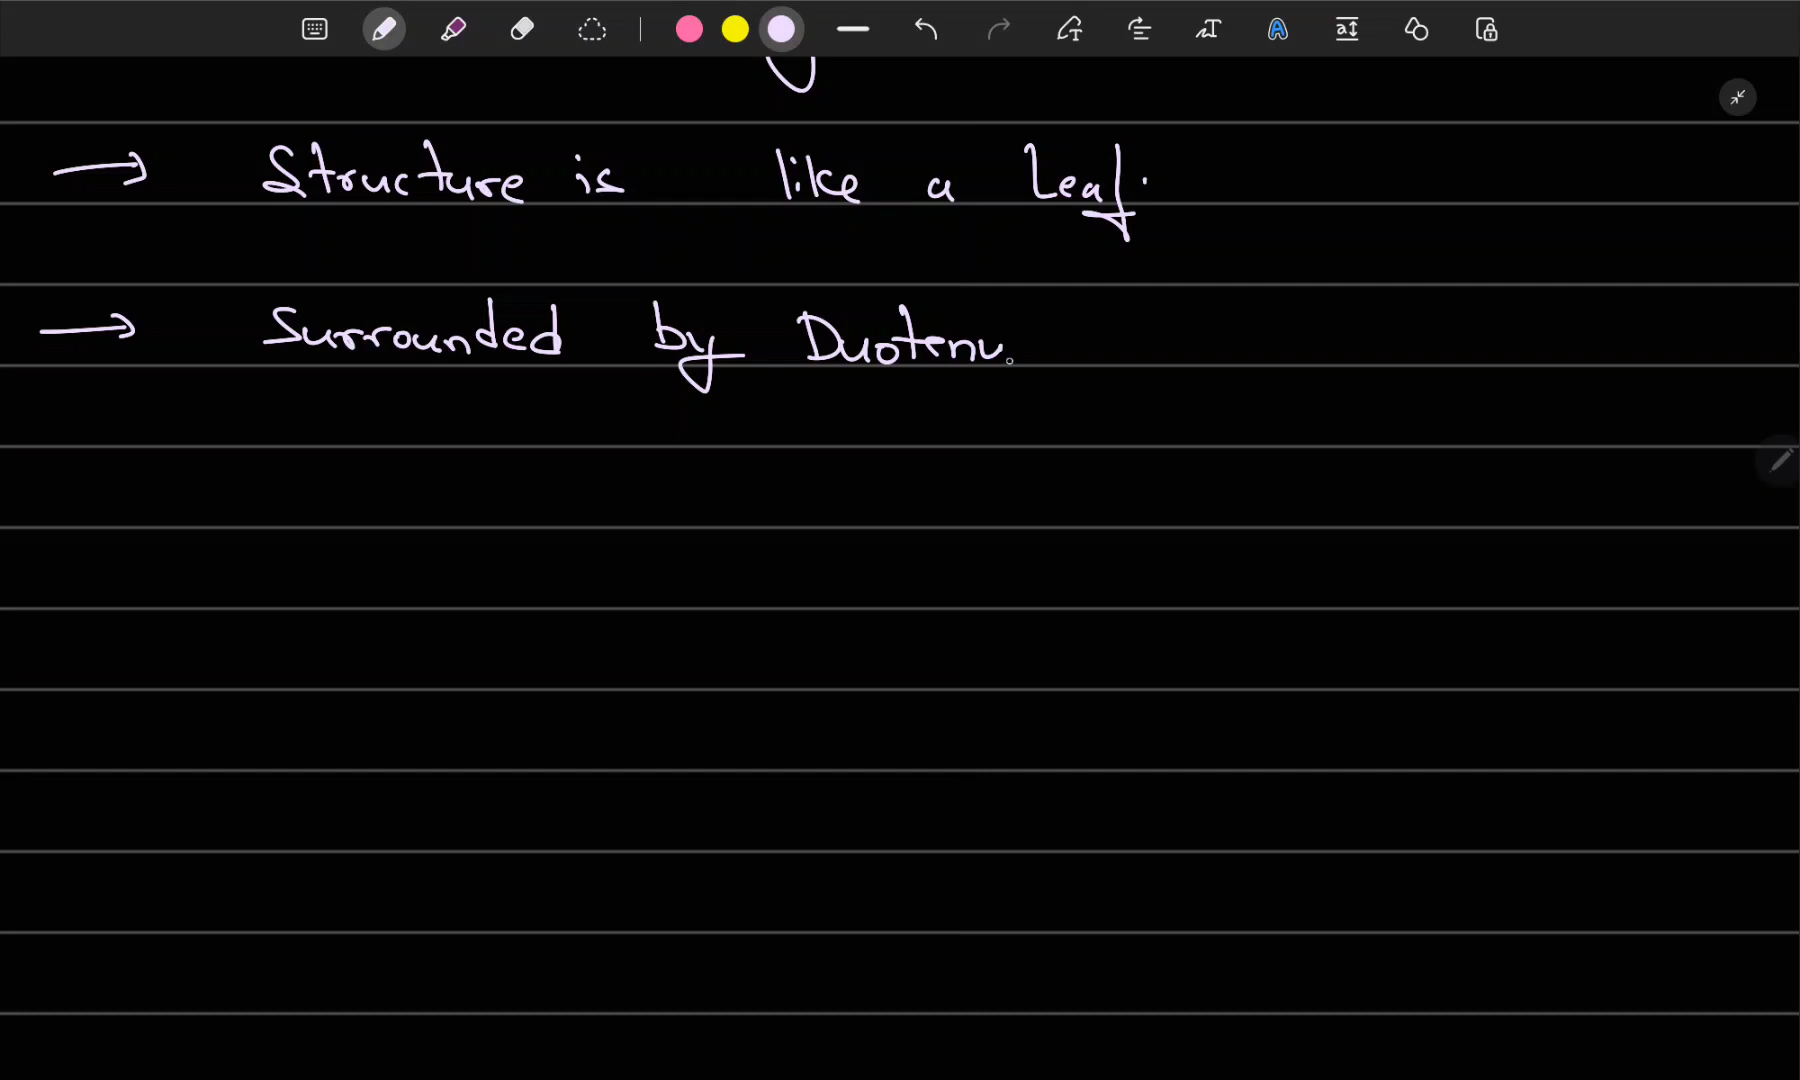 → Structure is like a Leaf.
→ Surrounded by Duotenu